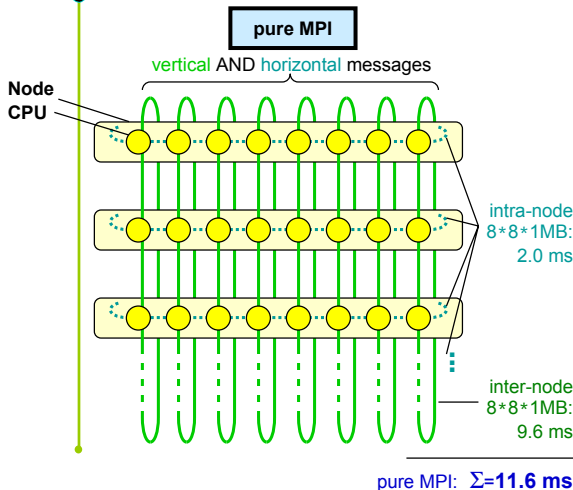 pure MPI
vertical AND horizontal messages
Node
CPU
intra-node
8*8*1MB:
2.0 ms
inter-node
8*8*1MB:
9.6 ms
pure MPI: Σ=11.6 ms